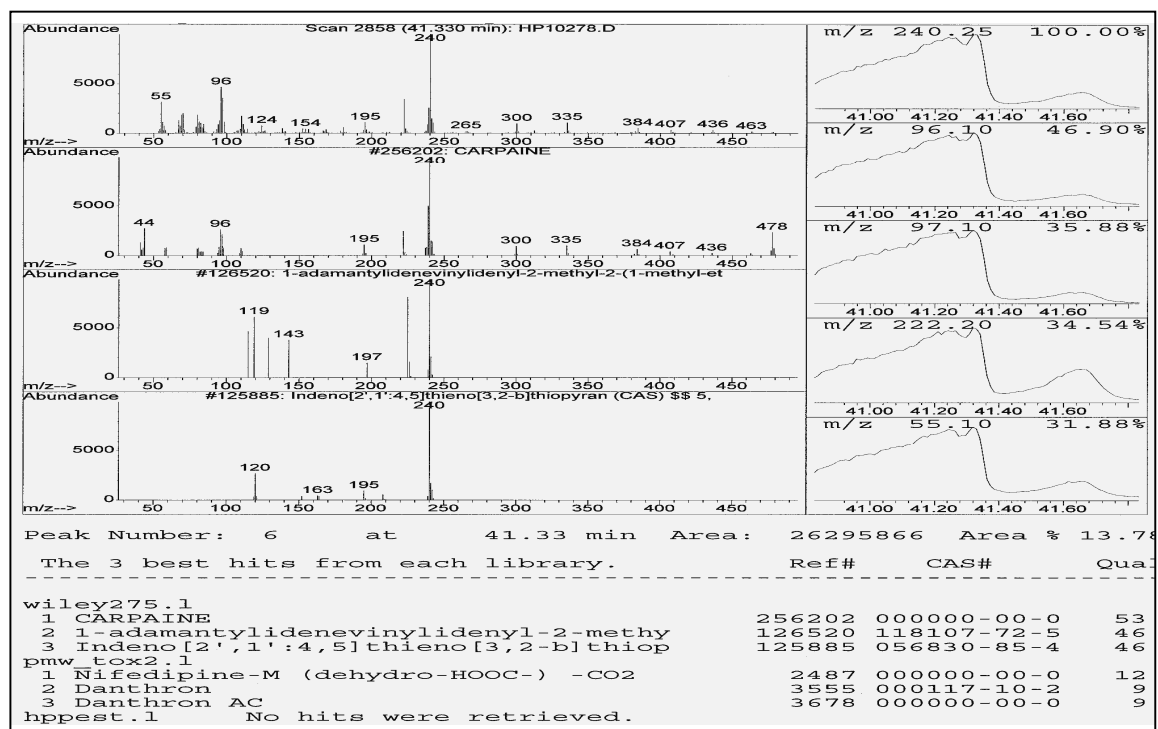 Abundance Scan 2858 (41.330 min): HP10278.D
240
5000
55 96 124 154 195 265 300 335 384 407 436 463
0
m/z--> 50 100 150 200 250 300 350 400 450
Abundance #256202: CARPAINE
240
5000
44 96 195 300 335 384 407 436 478
0
m/z--> 50 100 150 200 250 300 350 400 450
Abundance #126520: 1-adamantylidenevinylidenyl-2-methyl-2-(1-methyl-et
240
119
5000
143
197
0
m/z--> 50 100 150 200 250 300 350 400 450
Abundance #125885: Indeno[2',1':4,5]thieno[3,2-b]thiopyran (CAS) $$ 5,
240
5000
120
163 195
0
m/z--> 50 100 150 200 250 300 350 400 450
m/z 240.25 100.00%
41.00 41.20 41.40 41.60
m/z 96.10 46.90%
41.00 41.20 41.40 41.60
m/z 97.10 35.88%
41.00 41.20 41.40 41.60
m/z 222.20 34.54%
41.00 41.20 41.40 41.60
m/z 55.10 31.88%
41.00 41.20 41.40 41.60
Peak Number: 6 at 41.33 min Area: 26295866 Area % 13.78
The 3 best hits from each library. Ref# CAS# Qual
wiley275.l
1 CARPAINE 256202 000000-00-0 53
2 1-adamantylidenevinylidenyl-2-methy 126520 118107-72-5 46
3 Indeno[2',1':4,5]thieno[3,2-b]thiop 125885 056830-85-4 46
pmw_tox2.l
1 Nifedipine-M (dehydro-HOOC-) -CO2 2487 000000-00-0 12
2 Danthron 3555 000117-10-2 9
3 Danthron AC 3678 000000-00-0 9
hppest.l No hits were retrieved.